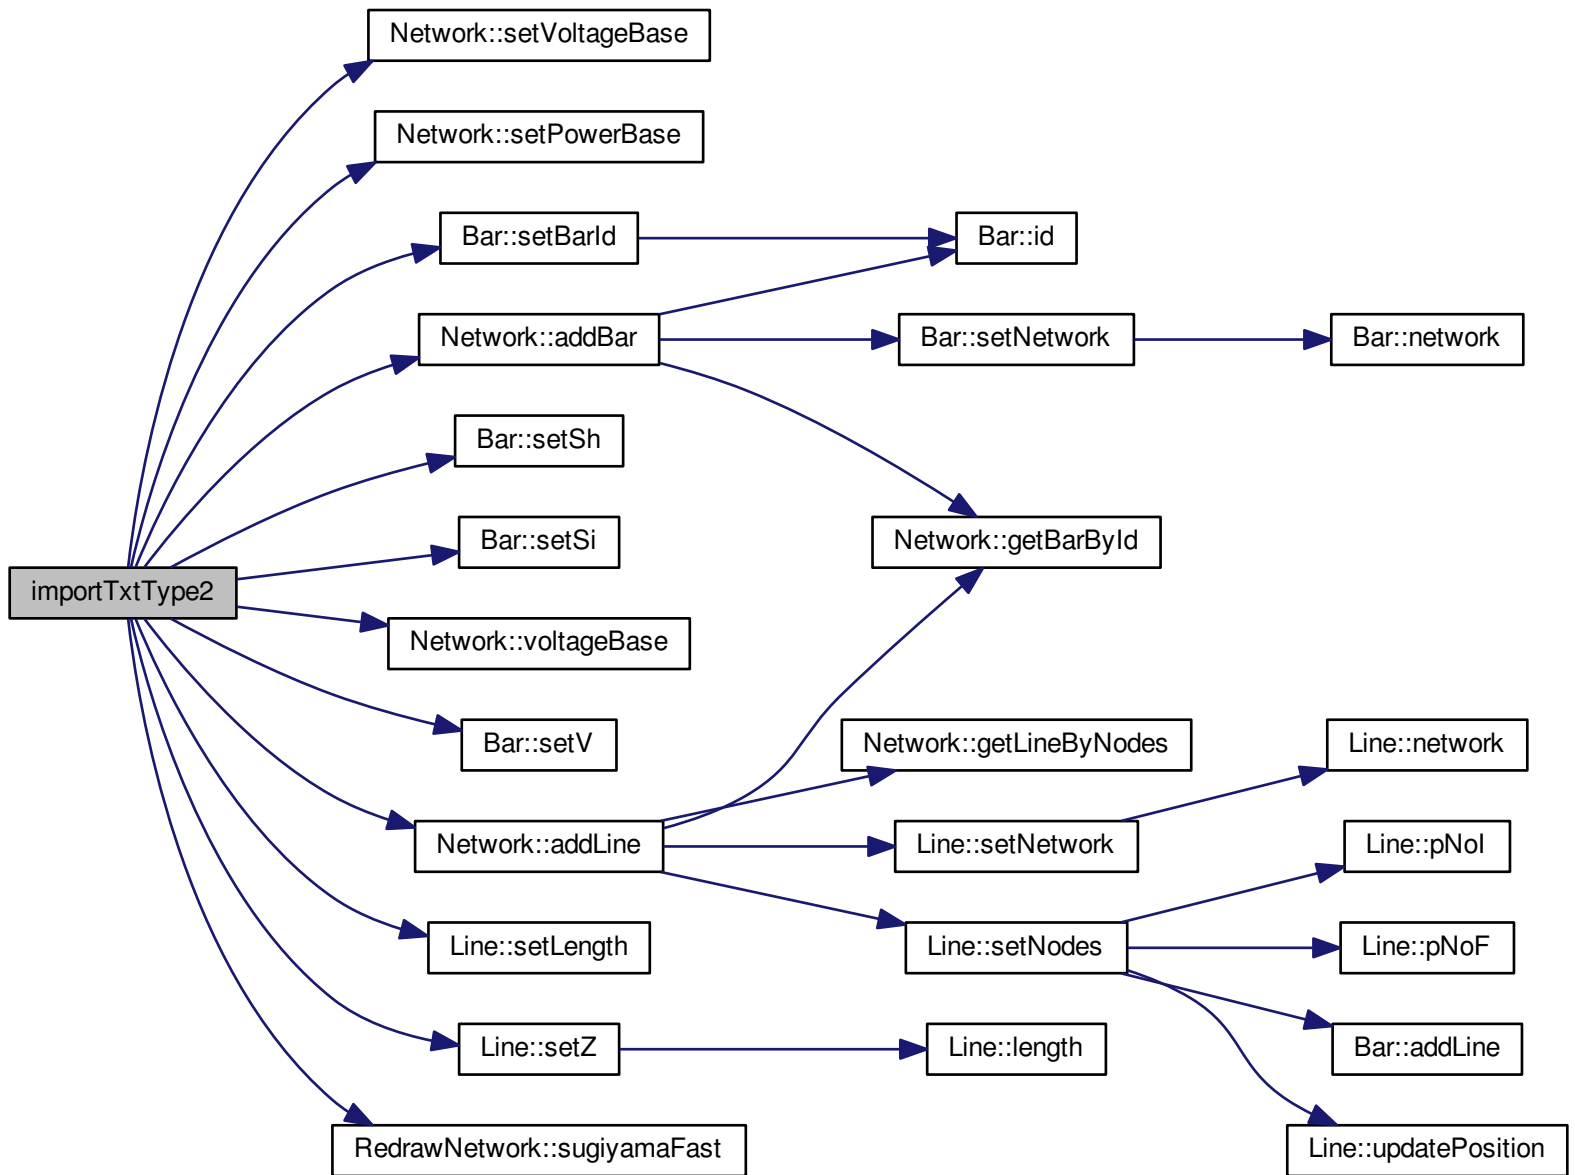 Network::setVoltageBase
Network::setPowerBase
Bar::setBarId
Bar::id
Network::addBar
Bar::setNetwork
Bar::network
Bar::setSh
Bar::setSi
Network::getBarById
importTxtType2
Network::voltageBase
Bar::setV
Network::getLineByNodes
Line::network
Network::addLine
Line::setNetwork
Line::pNoI
Line::setLength
Line::setNodes
Line::pNoF
Line::setZ
Line::length
Bar::addLine
RedrawNetwork::sugiyamaFast
Line::updatePosition